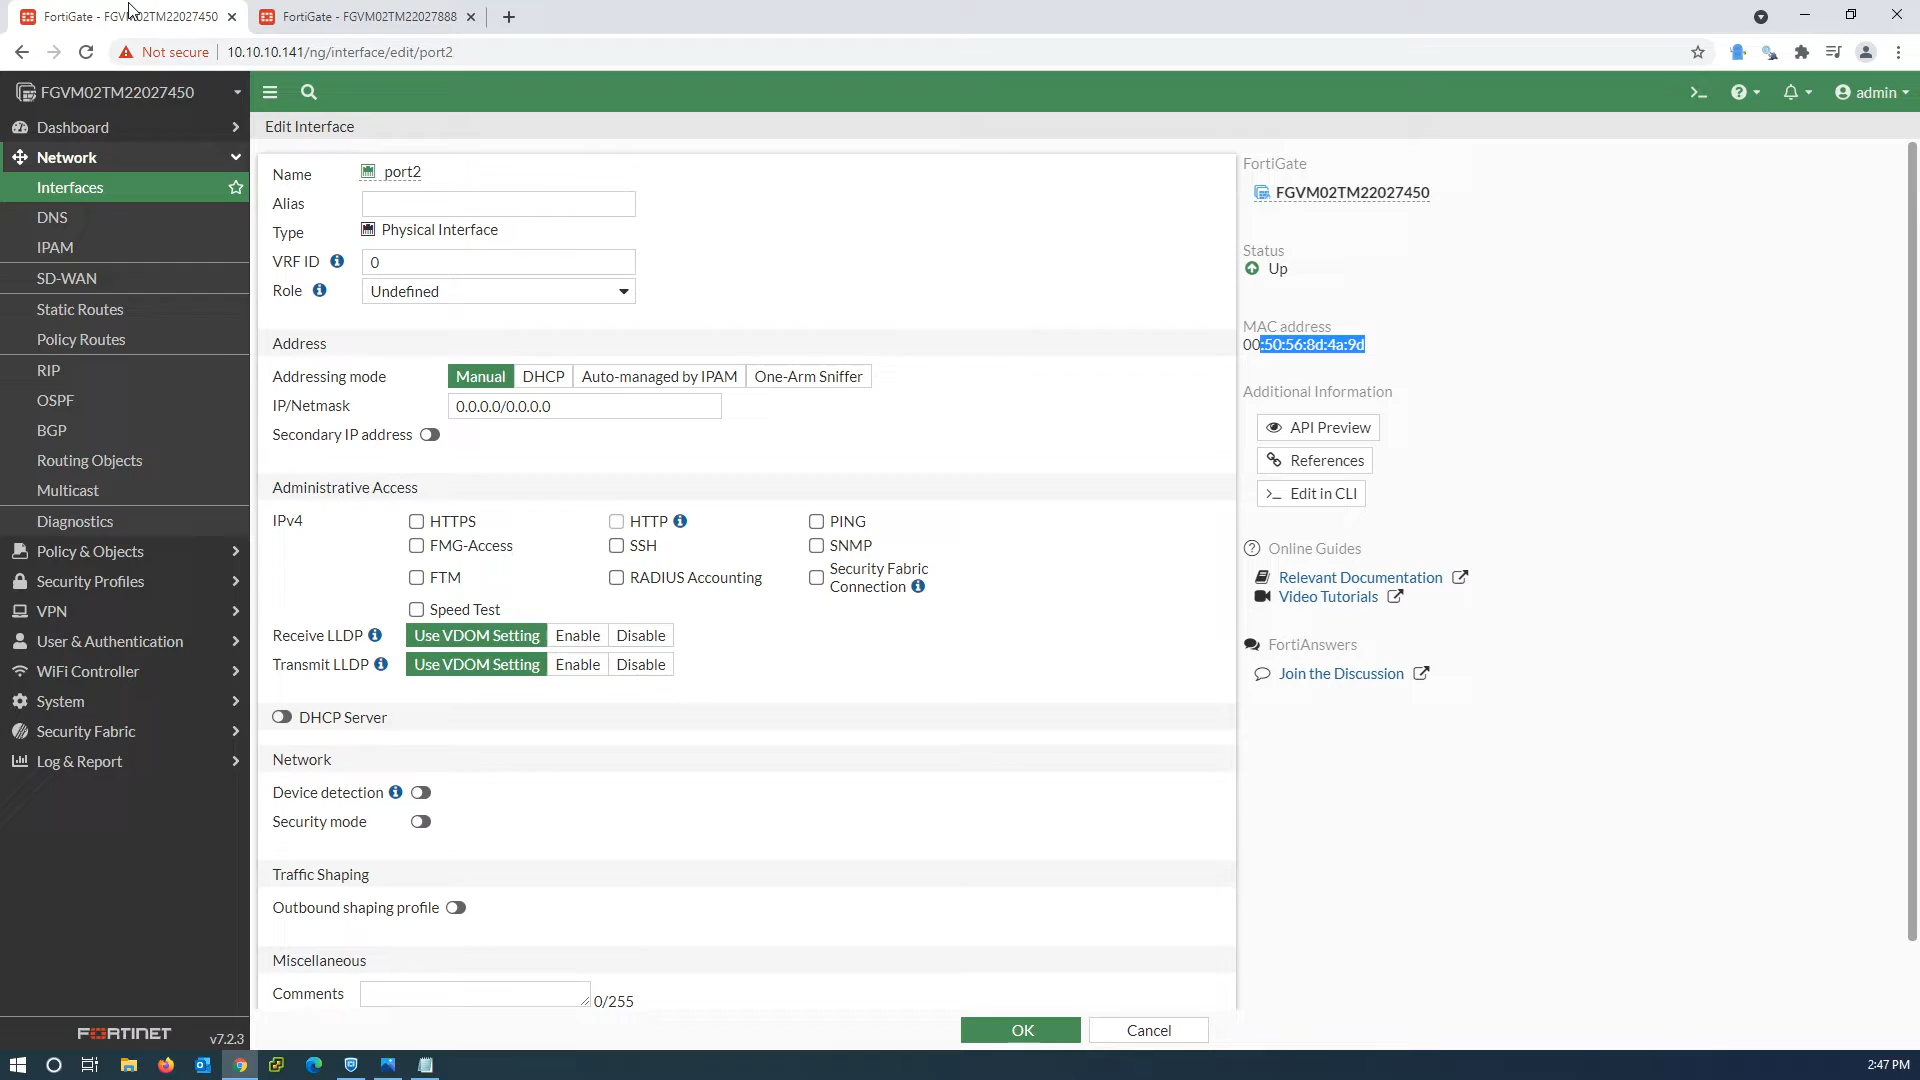 FortiGate - FGVM02TM22027450
FortiGate - FGVM02TM22027888
Not secure
10.10.10.141/ng/interface/edit/port2
FGVM02TM22027450
admin
Dashboard
Network
Interfaces
DNS
IPAM
SD-WAN
Static Routes
Policy Routes
RIP
OSPF
BGP
Routing Objects
Multicast
Diagnostics
Policy & Objects
Security Profiles
VPN
User & Authentication
WiFi Controller
System
Security Fabric
Log & Report
FORTINET
v7.2.3
Edit Interface
Name port2
Alias
Type Physical Interface
VRF ID 0
Role Undefined
Address
Addressing mode Manual DHCP Auto-managed by IPAM One-Arm Sniffer
IP/Netmask 0.0.0.0/0.0.0.0
Secondary IP address
Administrative Access
IPv4 HTTPS HTTP PING
FMG-Access SSH SNMP
FTM RADIUS Accounting Security Fabric
Connection
Speed Test
Receive LLDP Use VDOM Setting Enable Disable
Transmit LLDP Use VDOM Setting Enable Disable
DHCP Server
Network
Device detection
Security mode
Traffic Shaping
Outbound shaping profile
Miscellaneous
Comments 0/255
OK Cancel
FortiGate
FGVM02TM22027450
Status
Up
MAC address
00:50:56:8d:4a:9d
Additional Information
API Preview
References
Edit in CLI
Online Guides
Relevant Documentation
Video Tutorials
FortiAnswers
Join the Discussion
2:47 PM